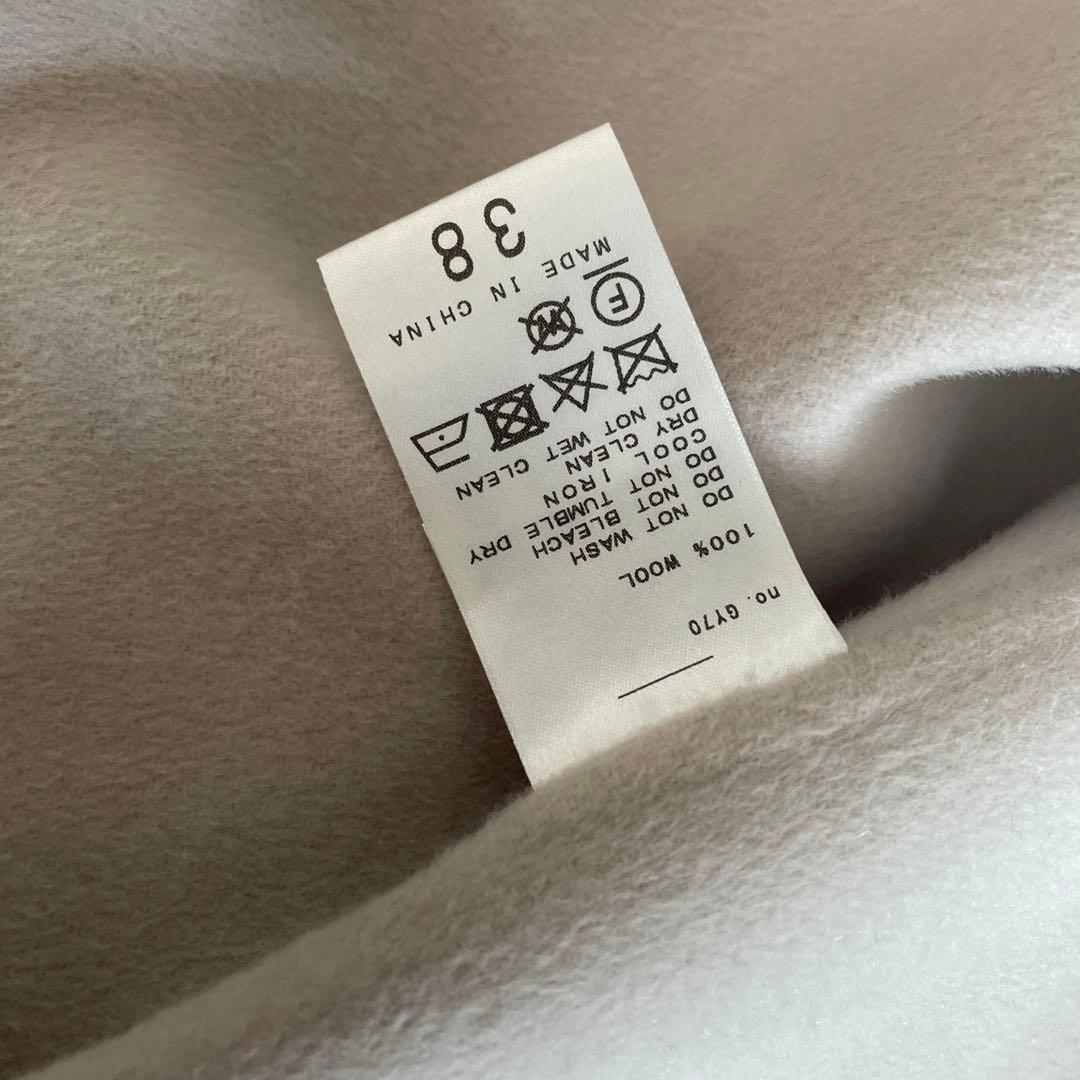 no. GY70
100% WOOL
DO NOT WASH
DO NOT BLEACH
DO NOT TUMBLE DRY
COOL IRON
DRY CLEAN
DO NOT WET CLEAN
F
W
MADE IN CHINA
38